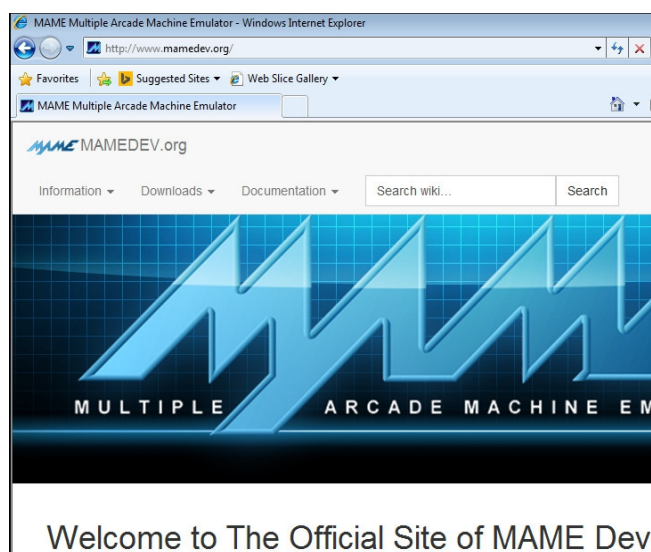 MAME Multiple Arcade Machine Emulator - Windows Internet Explorer
http://www.mamedev.org/
Favorites Suggested Sites Web Slice Gallery
MAME Multiple Arcade Machine Emulator
MAME MAMEDEV.org
Information Downloads Documentation Search wiki... Search
MAM
MULTIPLE ARCADE MACHINE EM
Welcome to The Official Site of MAME Dev